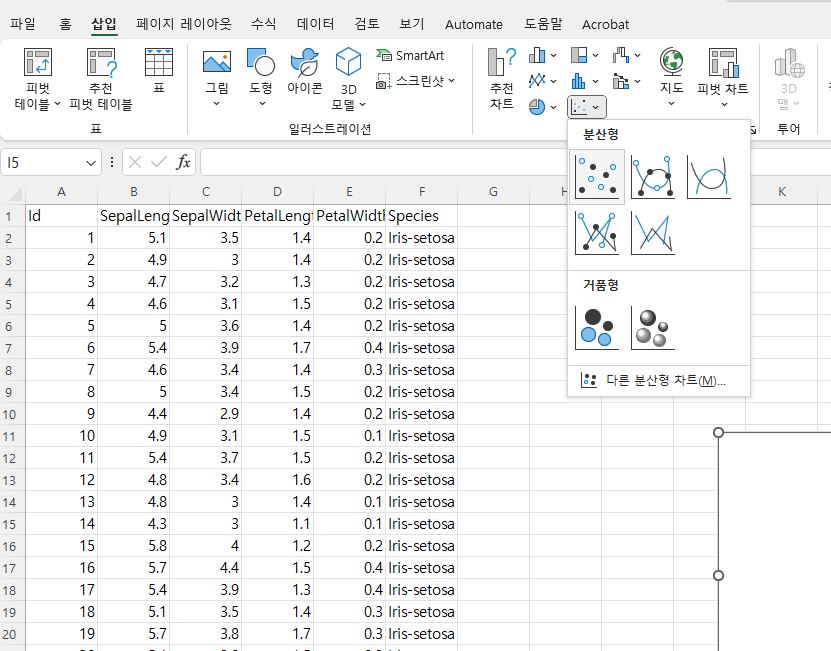 파일 홈 삽입 페이지 레이아웃 수식 데이터 검토 보기 Automate 도움말 Acrobat
피벗 테이블
추천 피벗 테이블
표
표
그림
도형
아이콘
3D 모델
SmartArt
스크린샷
일러스트레이션
추천 차트
지도
피벗 차트
3D 맵
투어
I5
fx
분산형
거품형
다른 분산형 차트(M)...
A B C D E F G H K
1 Id SepalLeng SepalWidt PetalLeng PetalWidth Species
2 1 5.1 3.5 1.4 0.2 Iris-setosa
3 2 4.9 3 1.4 0.2 Iris-setosa
4 3 4.7 3.2 1.3 0.2 Iris-setosa
5 4 4.6 3.1 1.5 0.2 Iris-setosa
6 5 5 3.6 1.4 0.2 Iris-setosa
7 6 5.4 3.9 1.7 0.4 Iris-setosa
8 7 4.6 3.4 1.4 0.3 Iris-setosa
9 8 5 3.4 1.5 0.2 Iris-setosa
10 9 4.4 2.9 1.4 0.2 Iris-setosa
11 10 4.9 3.1 1.5 0.1 Iris-setosa
12 11 5.4 3.7 1.5 0.2 Iris-setosa
13 12 4.8 3.4 1.6 0.2 Iris-setosa
14 13 4.8 3 1.4 0.1 Iris-setosa
15 14 4.3 3 1.1 0.1 Iris-setosa
16 15 5.8 4 1.2 0.2 Iris-setosa
17 16 5.7 4.4 1.5 0.4 Iris-setosa
18 17 5.4 3.9 1.3 0.4 Iris-setosa
19 18 5.1 3.5 1.4 0.3 Iris-setosa
20 19 5.7 3.8 1.7 0.3 Iris-setosa